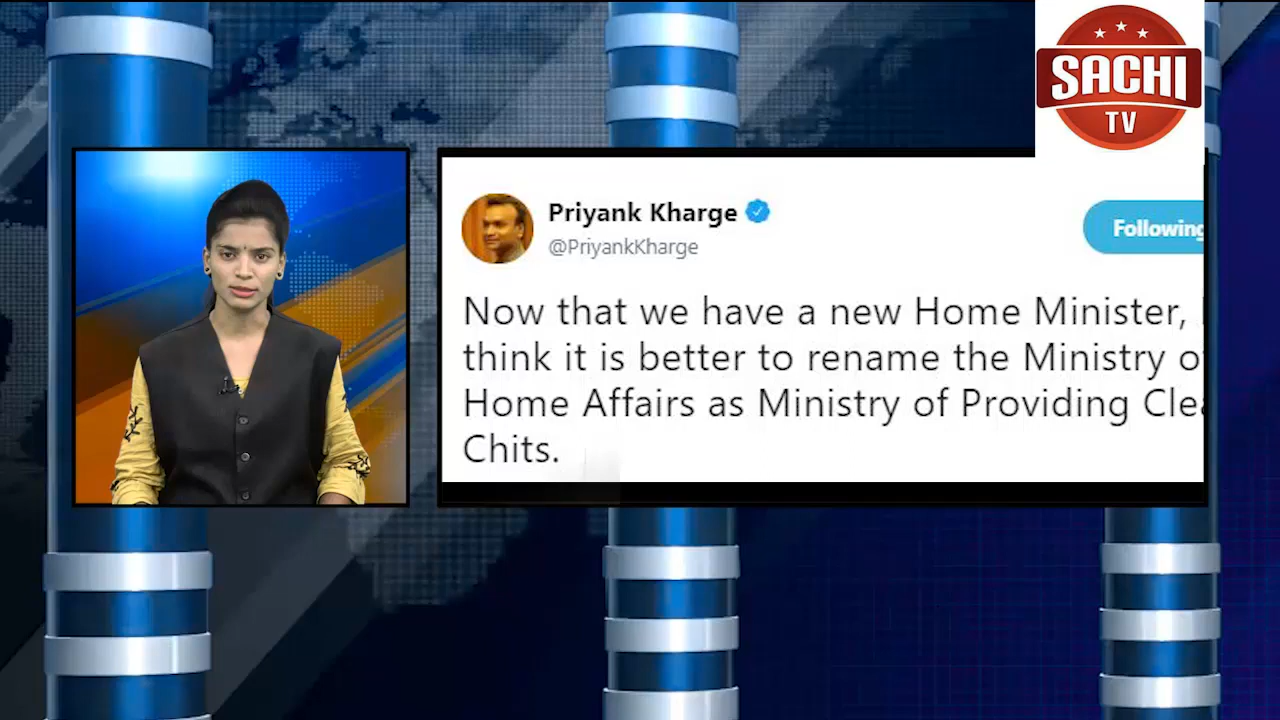 SACHI
TV
Priyank Kharge
@PriyankKharge
Following
Now that we have a new Home Minister,
think it is better to rename the Ministry
Home Affairs as Ministry of Providing
Chits.